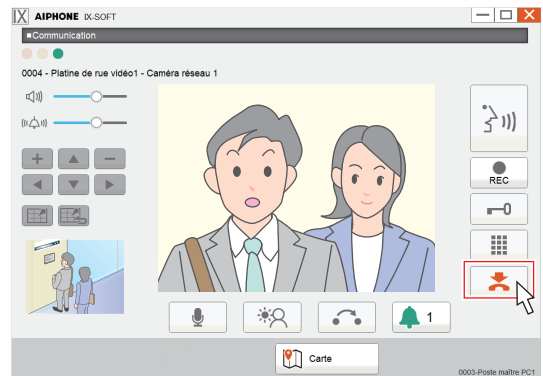 IX AIPHONE IX-SOFT
■Communication
0004 - Platine de rue vidéo1 - Caméra réseau 1
REC
1
Carte
0003-Poste maître PC1